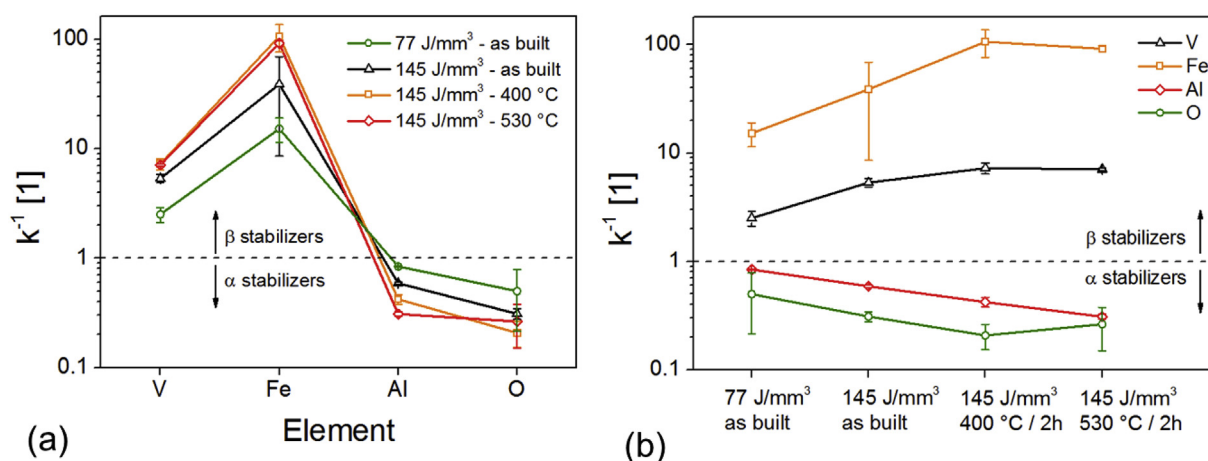 100
10
1
0.1
k⁻¹ [1]
77 J/mm³ - as built
145 J/mm³ - as built
145 J/mm³ - 400 °C
145 J/mm³ - 530 °C
β stabilizers
α stabilizers
V Fe Al O
Element
(a)
100
10
1
0.1
k⁻¹ [1]
V
Fe
Al
O
β stabilizers
α stabilizers
77 J/mm³ 145 J/mm³ 145 J/mm³ 145 J/mm³
as built as built 400 °C / 2h 530 °C / 2h
(b)